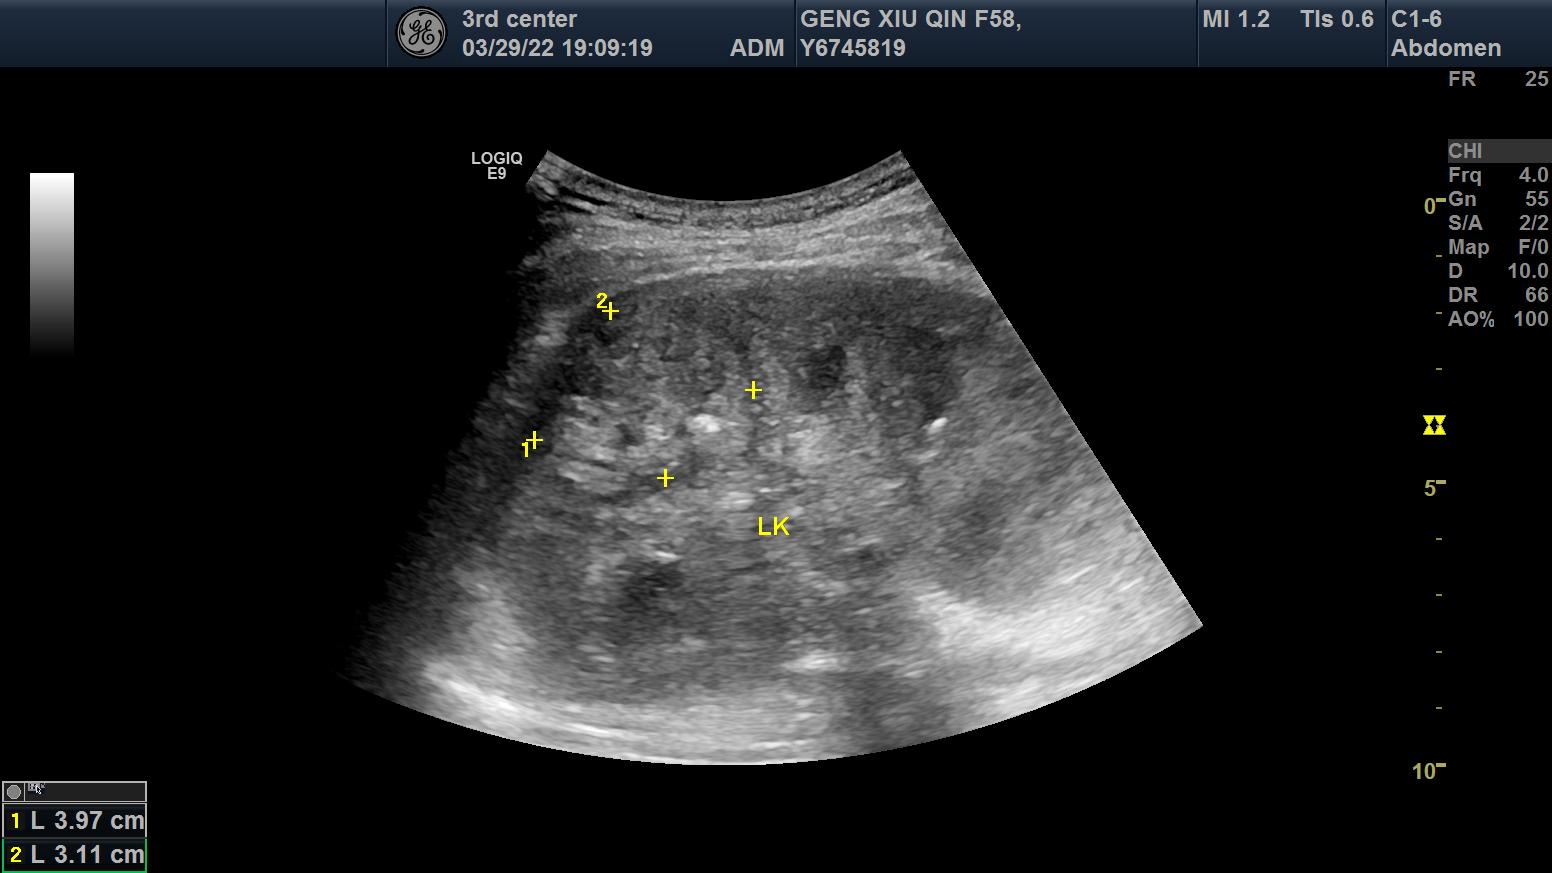 3rd center
03/29/22 19:09:19 ADM
GENG XIU QIN F58,
Y6745819
MI 1.2 TIs 0.6
C1-6
Abdomen
FR 25
CHI
Frq 4.0
Gn 55
S/A 2/2
Map F/0
D 10.0
DR 66
AO% 100
LOGIQ
E9
0
5
10
2
1
LK
1 L 3.97 cm
2 L 3.11 cm